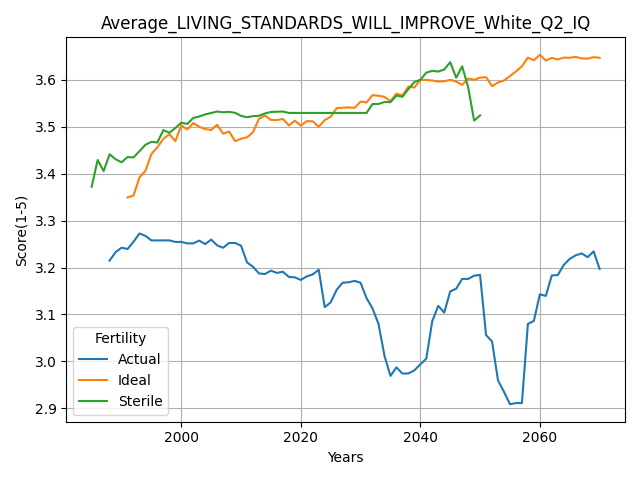 Average_LIVING_STANDARDS_WILL_IMPROVE_White_Q2_IQ
Score(1-5)
3.6
3.5
3.4
3.3
3.2
3.1
3.0
2.9
Fertility
Actual
Ideal
Sterile
2000
2020
2040
2060
Years